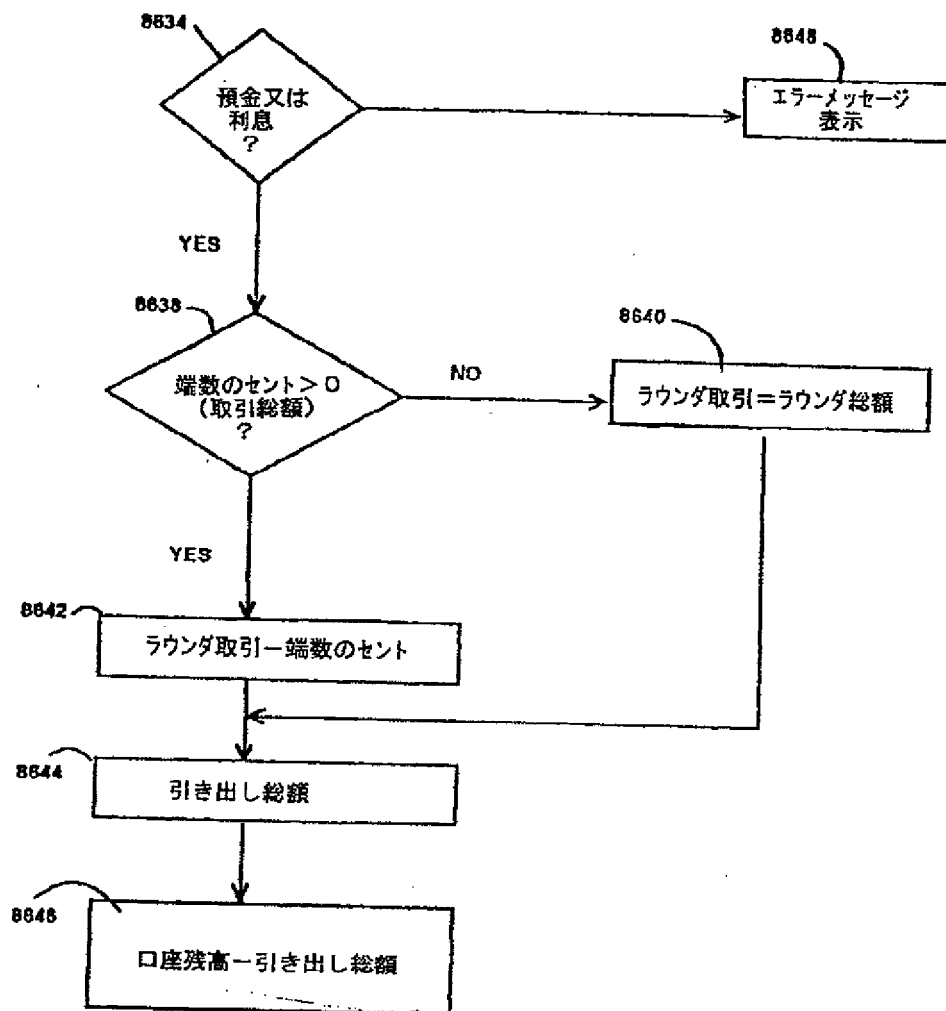 8634
預金又は
利息
?
8648
エラーメッセージ
表示
YES
8638
端数のセント>0
(取引総額)
?
NO
8640
ラウンダ取引=ラウンダ総額
YES
8642
ラウンダ取引-端数のセント
8644
引き出し総額
8646
口座残高-引き出し総額